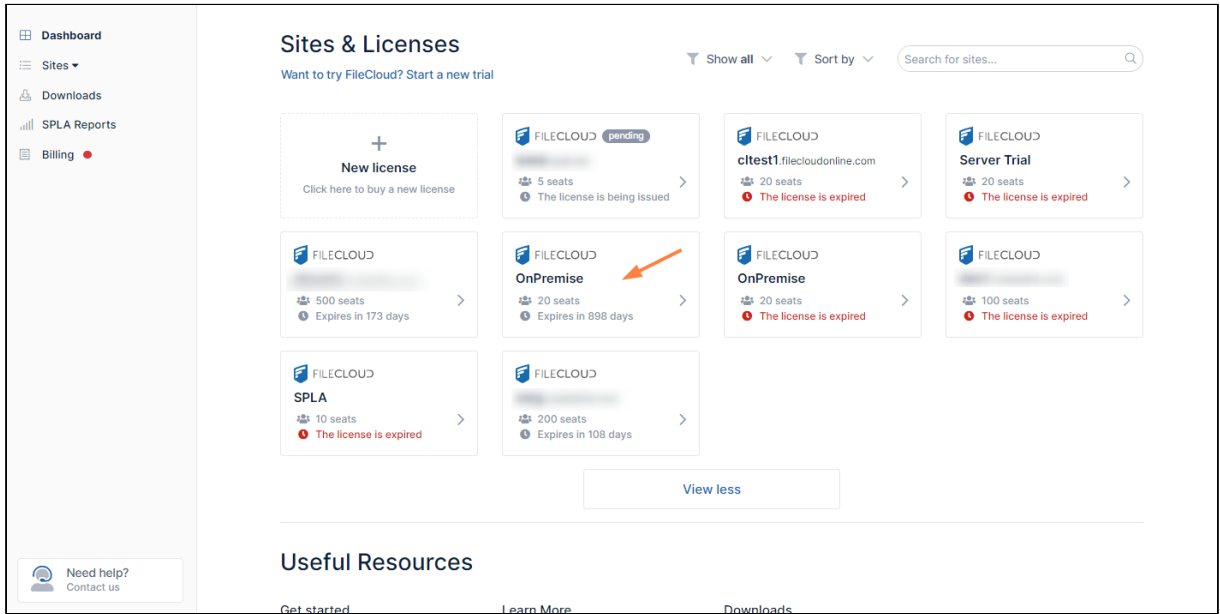 Dashboard
Sites
Downloads
SPLA Reports
Billing
Need help?
Contact us
Sites & Licenses
Want to try FileCloud? Start a new trial
Show all
Sort by
Search for sites...
+
New license
Click here to buy a new license
FILECLOUD pending
5 seats
The license is being issued
FILECLOUD
cltest1.filecloudonline.com
20 seats
The license is expired
FILECLOUD
Server Trial
20 seats
The license is expired
FILECLOUD
500 seats
Expires in 173 days
FILECLOUD
OnPremise
20 seats
Expires in 898 days
FILECLOUD
OnPremise
20 seats
The license is expired
FILECLOUD
100 seats
The license is expired
FILECLOUD
SPLA
10 seats
The license is expired
FILECLOUD
200 seats
Expires in 108 days
View less
Useful Resources
Get started
Learn More
Downloads